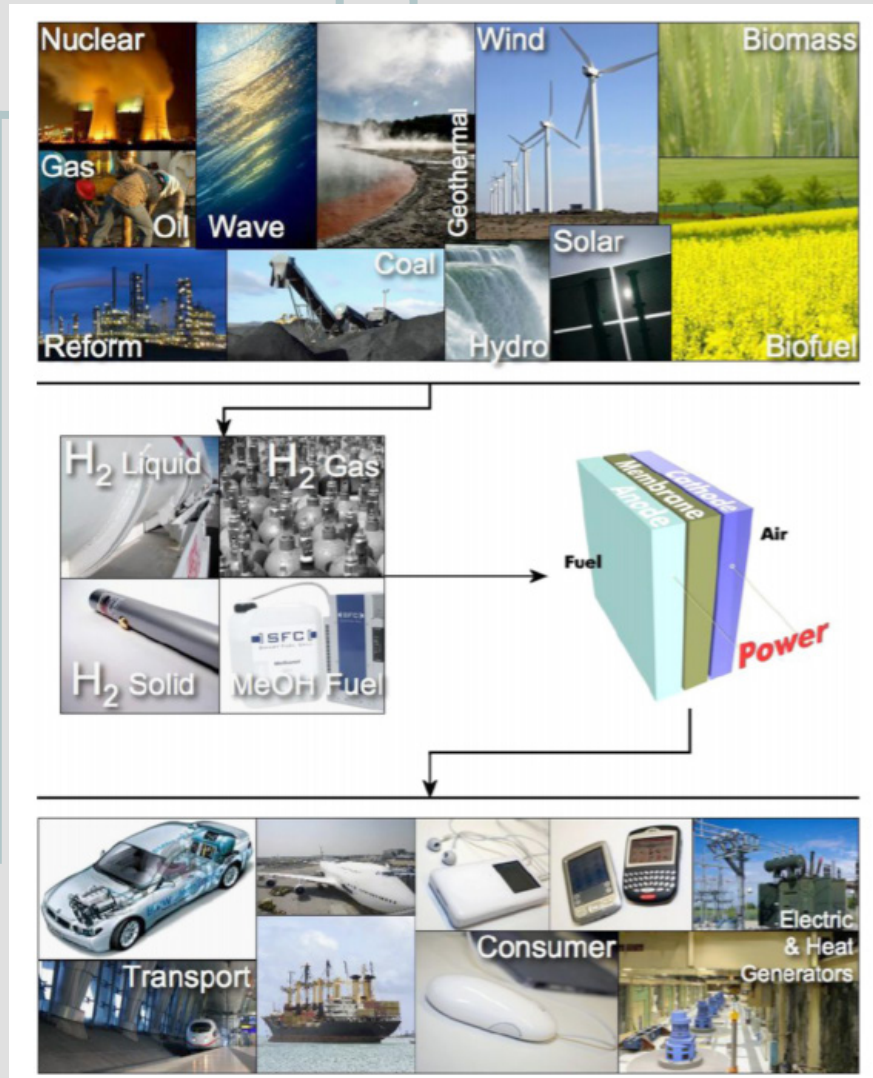 Nuclear
Wind
Biomass
Gas
Oil
Wave
Geothermal
Solar
Coal
Reform
Hydro
Biofuel
H2 Liquid
H2 Gas
H2 Solid
SFC
MeOH Fuel
Anode
Membrane
Cathode
Fuel
Air
Power
Transport
Consumer
Electric
& Heat
Generators